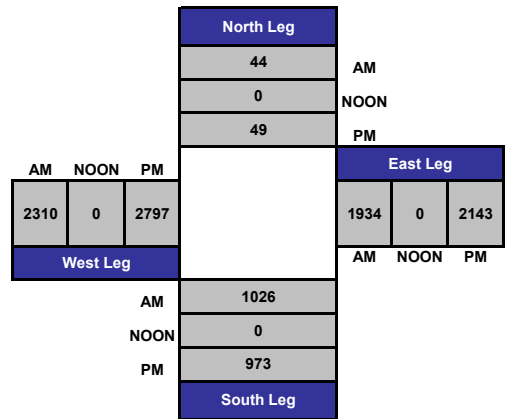 North Leg
44 AM
0 NOON
49 PM
AM NOON PM East Leg
2310 0 2797 1934 0 2143
West Leg AM NOON PM
AM 1026
NOON 0
PM 973
South Leg